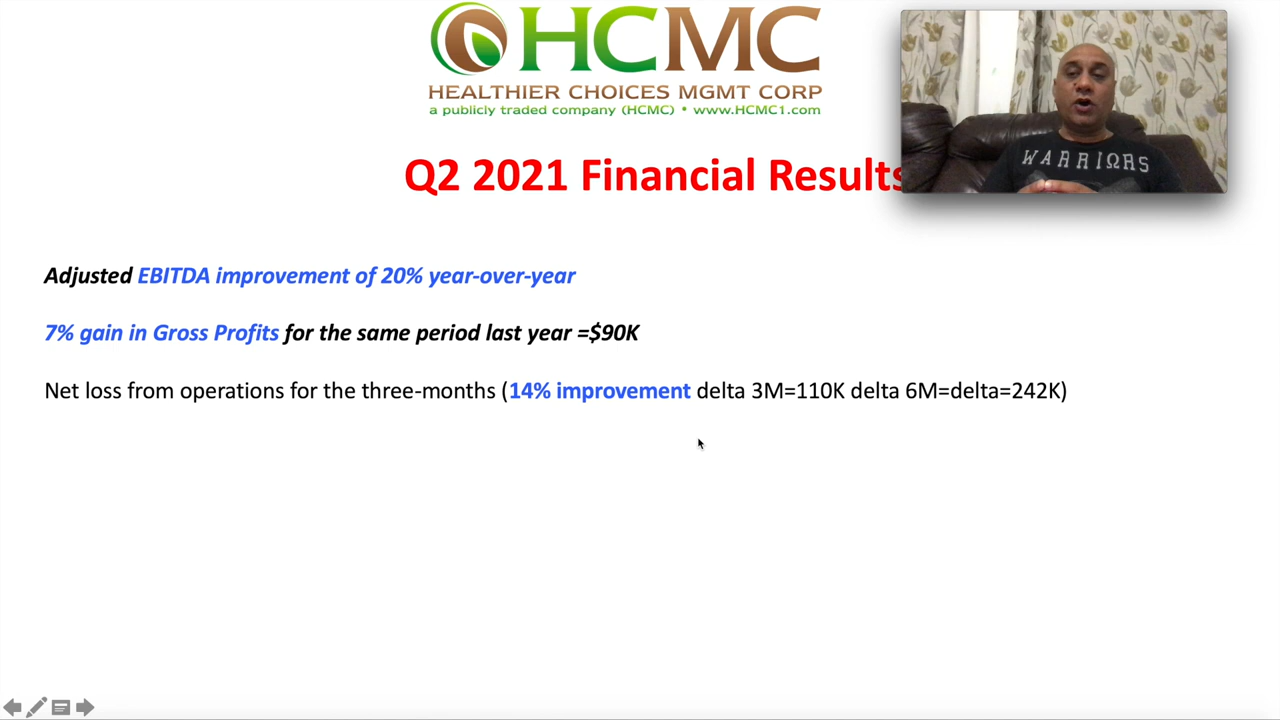 HCMC
HEALTHIER CHOICES MGMT CORP
a publicly traded company (HCMC) • www.HCMC1.com
WARRIΩRS
Q2 2021 Financial Results
Adjusted EBITDA improvement of 20% year-over-year
7% gain in Gross Profits for the same period last year =$90K
Net loss from operations for the three-months (14% improvement delta 3M=110K delta 6M=delta=242K)